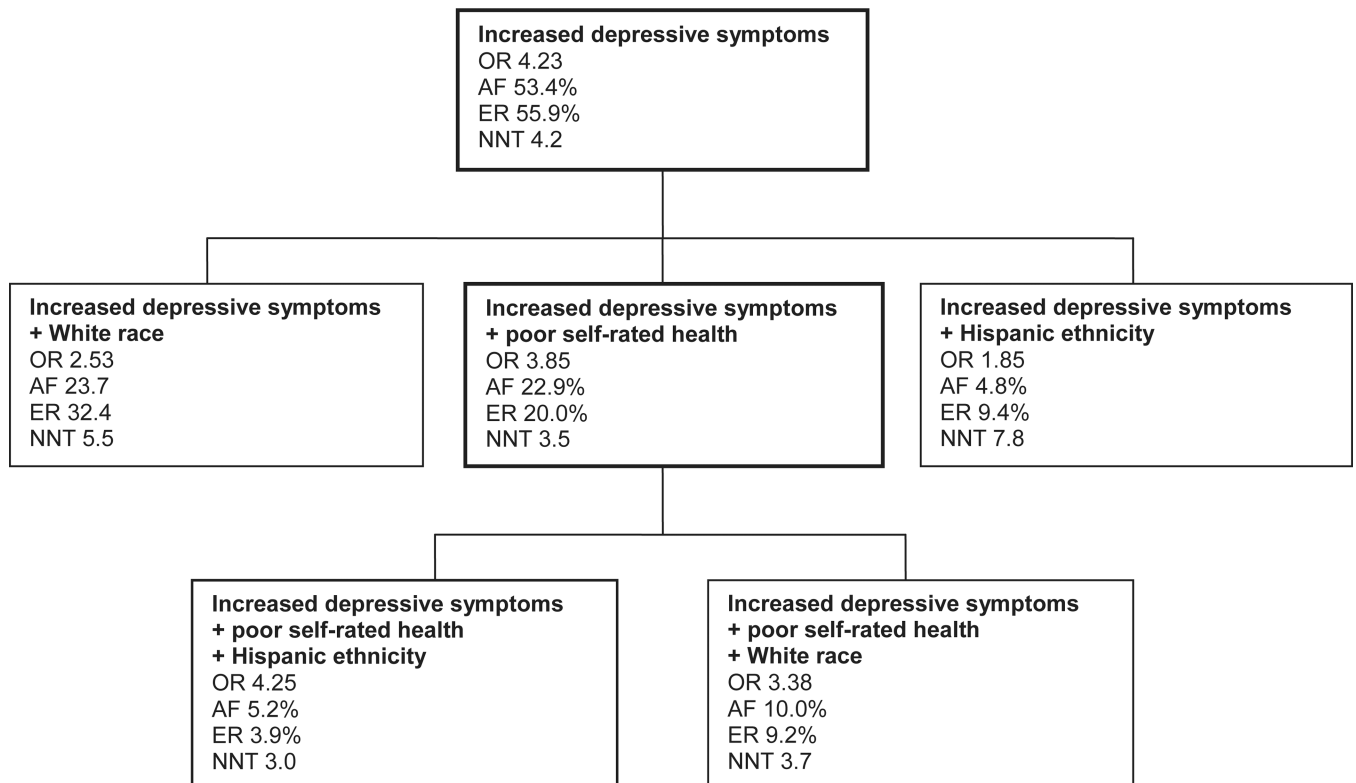 Increased depressive symptoms
OR 4.23
AF 53.4%
ER 55.9%
NNT 4.2
Increased depressive symptoms
+ White race
OR 2.53
AF 23.7
ER 32.4
NNT 5.5
Increased depressive symptoms
+ poor self-rated health
OR 3.85
AF 22.9%
ER 20.0%
NNT 3.5
Increased depressive symptoms
+ Hispanic ethnicity
OR 1.85
AF 4.8%
ER 9.4%
NNT 7.8
Increased depressive symptoms
+ poor self-rated health
+ Hispanic ethnicity
OR 4.25
AF 5.2%
ER 3.9%
NNT 3.0
Increased depressive symptoms
+ poor self-rated health
+ White race
OR 3.38
AF 10.0%
ER 9.2%
NNT 3.7